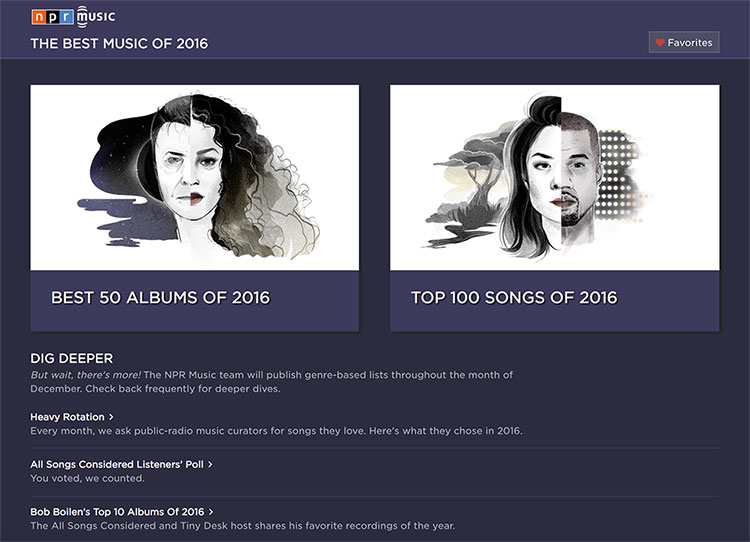 npr music
THE BEST MUSIC OF 2016
Favorites
BEST 50 ALBUMS OF 2016
TOP 100 SONGS OF 2016
DIG DEEPER
But wait, there's more! The NPR Music team will publish genre-based lists throughout the month of
December. Check back frequently for deeper dives.
Heavy Rotation >
Every month, we ask public-radio music curators for songs they love. Here's what they chose in 2016.
All Songs Considered Listeners' Poll >
You voted, we counted.
Bob Boilen's Top 10 Albums Of 2016 >
The All Songs Considered and Tiny Desk host shares his favorite recordings of the year.